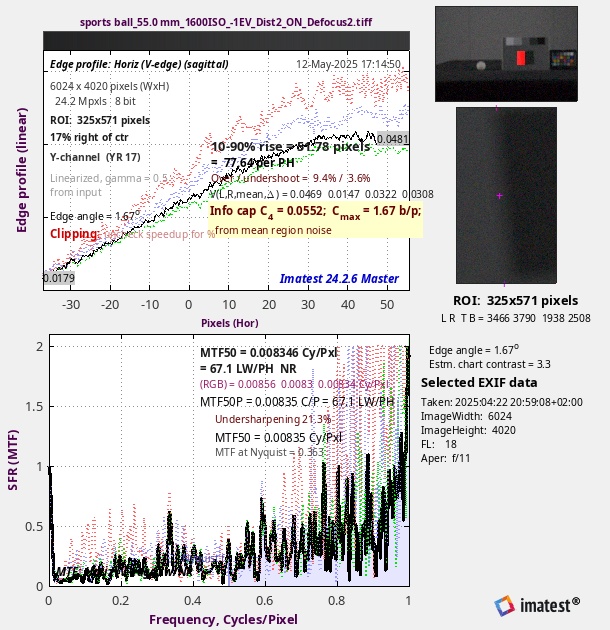 sports ball_55.0 mm_1600ISO_-1EV_Dist2_ON_Defocus2.tiff
Edge profile: Horiz (V-edge) (sagittal)
12-May-2025 17:14:50
6024 x 4020 pixels (WxH)
24.2 Mpxls 8 bit
ROI: 325x571 pixels
17% right of ctr
Y-channel (YR 17)
Linearized, gamma = 0.5
from input
Edge angle = 1.67o
Clipping: check speedup for %
10-90% rise = 51.78 pixels
= 77.64 per PH
Over / undershoot = 9.4% / 3.6%
V(L,R,mean,Δ) = 0.0469 0.0147 0.0322 0.0308
Info cap C4 = 0.0552; Cmax = 1.67 b/p;
from mean region noise
0.0481
0.0179
Imatest 24.2.6 Master
Edge profile (linear)
-30 -20 -10 0 10 20 30 40 50
Pixels (Hor)
ROI: 325x571 pixels
L R T B = 3466 3790 1938 2508
Edge angle = 1.67o
Estm. chart contrast = 3.3
Selected EXIF data
Taken: 2025:04:22 20:59:08+02:00
ImageWidth: 6024
ImageHeight: 4020
FL: 18
Aper: f/11
MTF50 = 0.008346 Cy/Pxl
= 67.1 LW/PH NR
(RGB) = 0.00856 0.0083 0.00834 Cy/Pxl
MTF50P = 0.00835 C/P = 67.1 LW/PH
Undersharpening 21.3%
MTF50 = 0.00835 Cy/Pxl
MTF at Nyquist = 0.363
SFR (MTF)
2
1.5
1
0.5
0
0 0.2 0.4 0.6 0.8 1
Frequency, Cycles/Pixel
imatest®